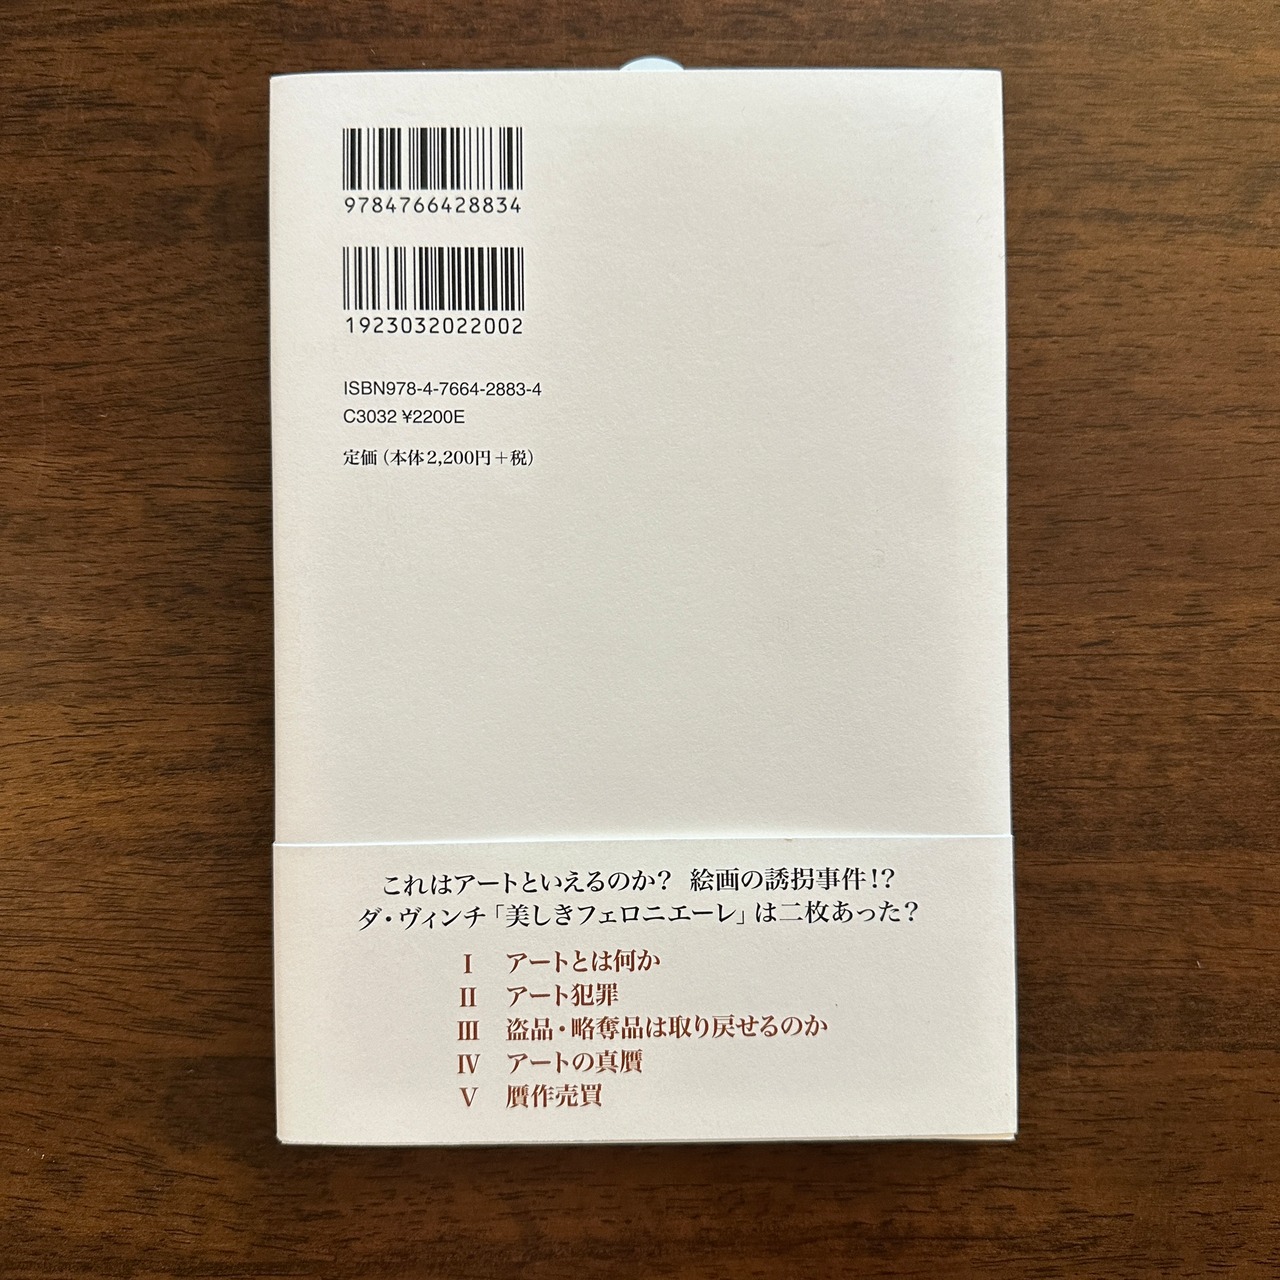 9784766428834
1923032022002
ISBN978-4-7664-2883-4
C3032 ¥2200E
定価（本体2,200円＋税）
これはアートといえるのか？ 絵画の誘拐事件！？
ダ・ヴィンチ「美しきフェロニエーレ」は二枚あった？
Ⅰ アートとは何か
Ⅱ アート犯罪
Ⅲ 盗品・略奪品は取り戻せるのか
Ⅳ アートの真贋
Ⅴ 贋作売買